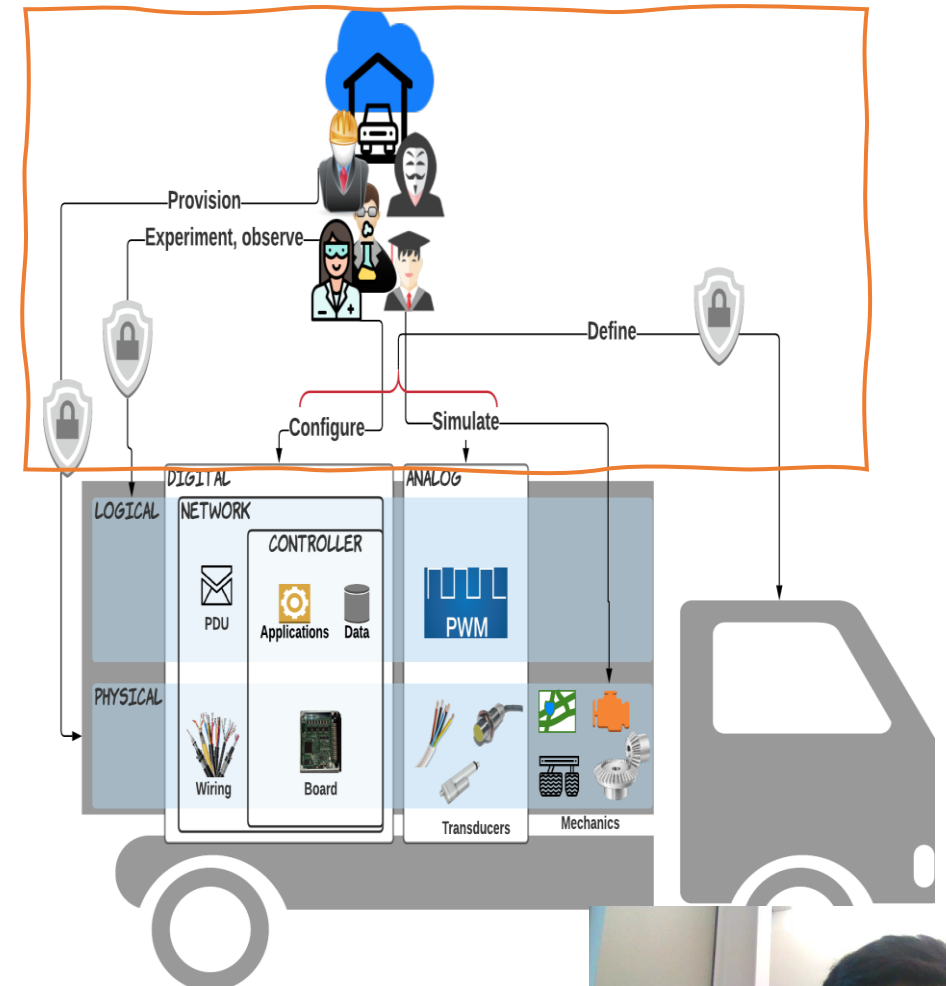 Provision
Experiment, observe
Define
Configure
Simulate
DIGITAL
ANALOG
LOGICAL
NETWORK
CONTROLLER
PDU
Applications
Data
PWM
PHYSICAL
Wiring
Board
Transducers
Mechanics